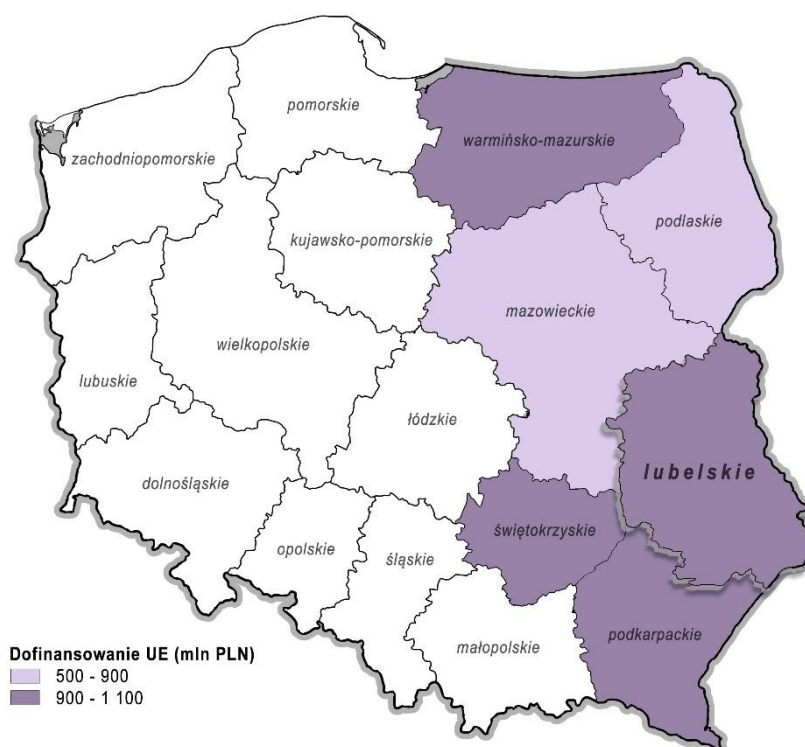 pomorskie
warmińsko-mazurskie
zachodniopomorskie
podlaskie
kujawsko-pomorskie
mazowieckie
wielkopolskie
lubuskie
łódzkie
lubelskie
dolnośląskie
świętokrzyskie
opolskie
śląskie
podkarpackie
małopolskie
Dofinansowanie UE (mln PLN)
500 - 900
900 - 1 100